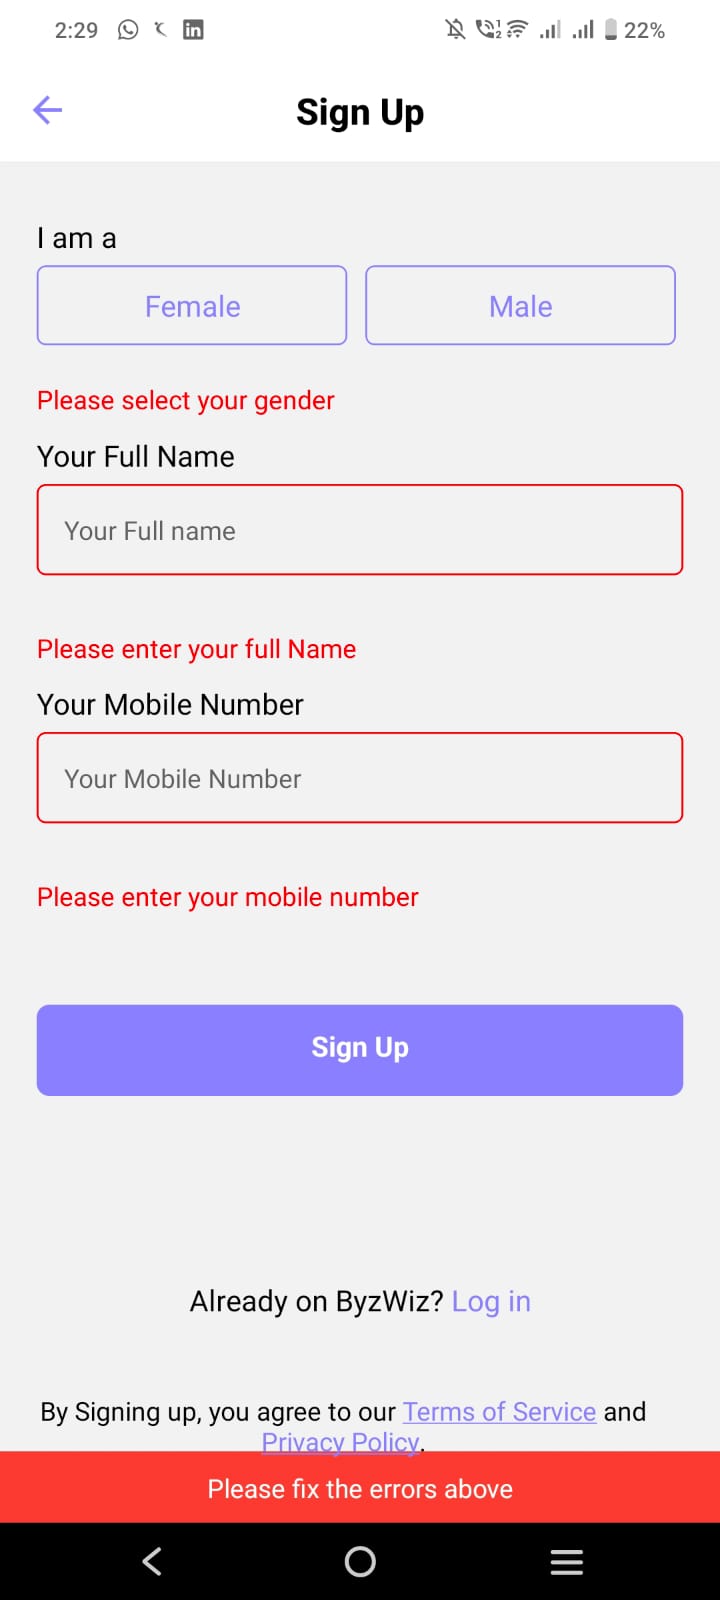 2:29
22%
Sign Up
I am a
Female
Male
Please select your gender
Your Full Name
Your Full name
Please enter your full Name
Your Mobile Number
Your Mobile Number
Please enter your mobile number
Sign Up
Already on ByzWiz? Log in
By Signing up, you agree to our Terms of Service and
Privacy Policy.
Please fix the errors above